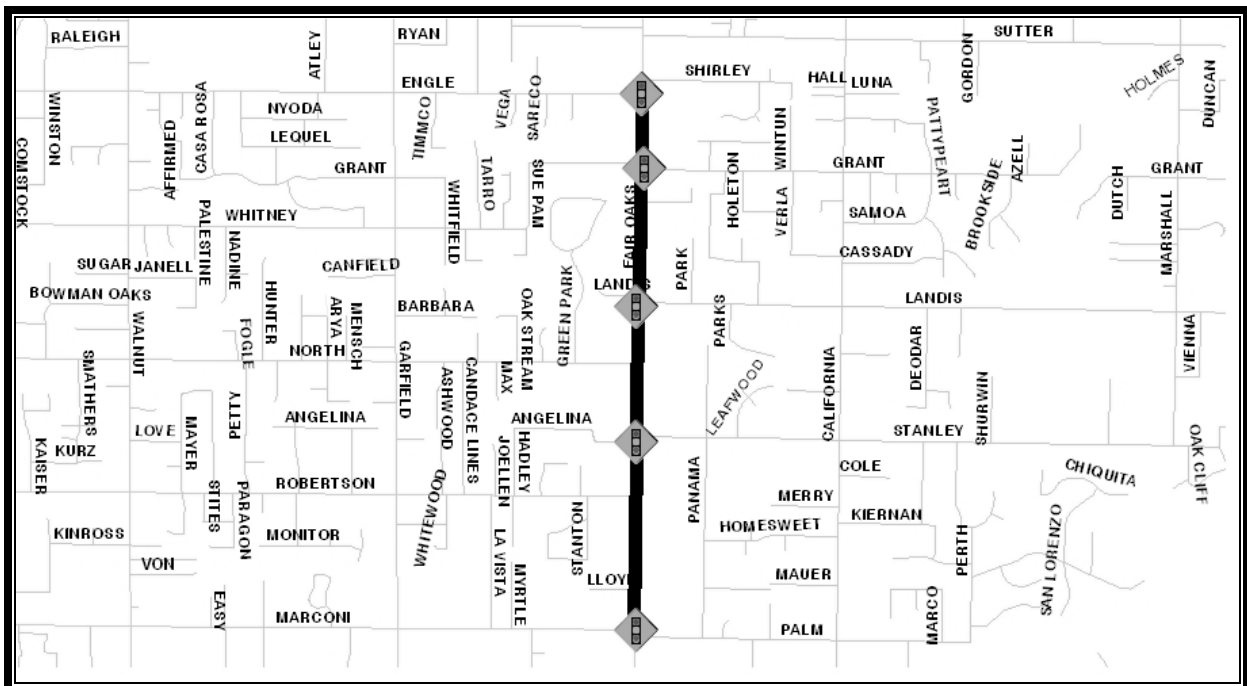 RALEIGH
ATLEY
RYAN
SUTTER
ENGLE
SHIRLEY
HALL
LUNA
GORDON
HOLMES
DUNCAN
WINSTON
COMSTOCK
AFFIRMED
CASA ROSA
NYODA
LEQUEL
TIMMCO
VEGA
SARECO
WINTUN
PATTYPEART
GRANT
TARRO
SUE PAM
HOLETON
GRANT
BROOKSIDE
AZELL
DUTCH
GRANT
MARSHALL
PALESTINE
WHITNEY
WHITFIELD
FAIR OAKS
VERLA
SAMOA
CASSADY
SUGAR
JANELL
NADINE
CANFIELD
PARK
BOWMAN OAKS
HUNTER
BARBARA
OAK STREAM
GREEN PARK
LANDIS
LANDIS
WALNUT
FOGLE
ARYA
MENSCH
NORTH
PARKS
VIENNA
SMATHERS
GARFIELD
ASHWOOD
CANDACE LINES
MAX
LEAFWOOD
CALIFORNIA
DEODAR
SHURWIN
PETTY
ANGELINA
ANGELINA
STANLEY
LOVE
MAYER
KAISER
KURZ
JOELLEN
HADLEY
OAK CLIFF
COLE
CHIQUITA
STITES
PARAGON
ROBERTSON
WHITEWOOD
STANTON
PANAMA
MERRY
HOMESWEET
KIERNAN
KINROSS
MONITOR
PERTH
SAN LORENZO
VON
LA VISTA
MYRTLE
LLOYD
MAUER
EASY
MARCONI
PALM
MARCO